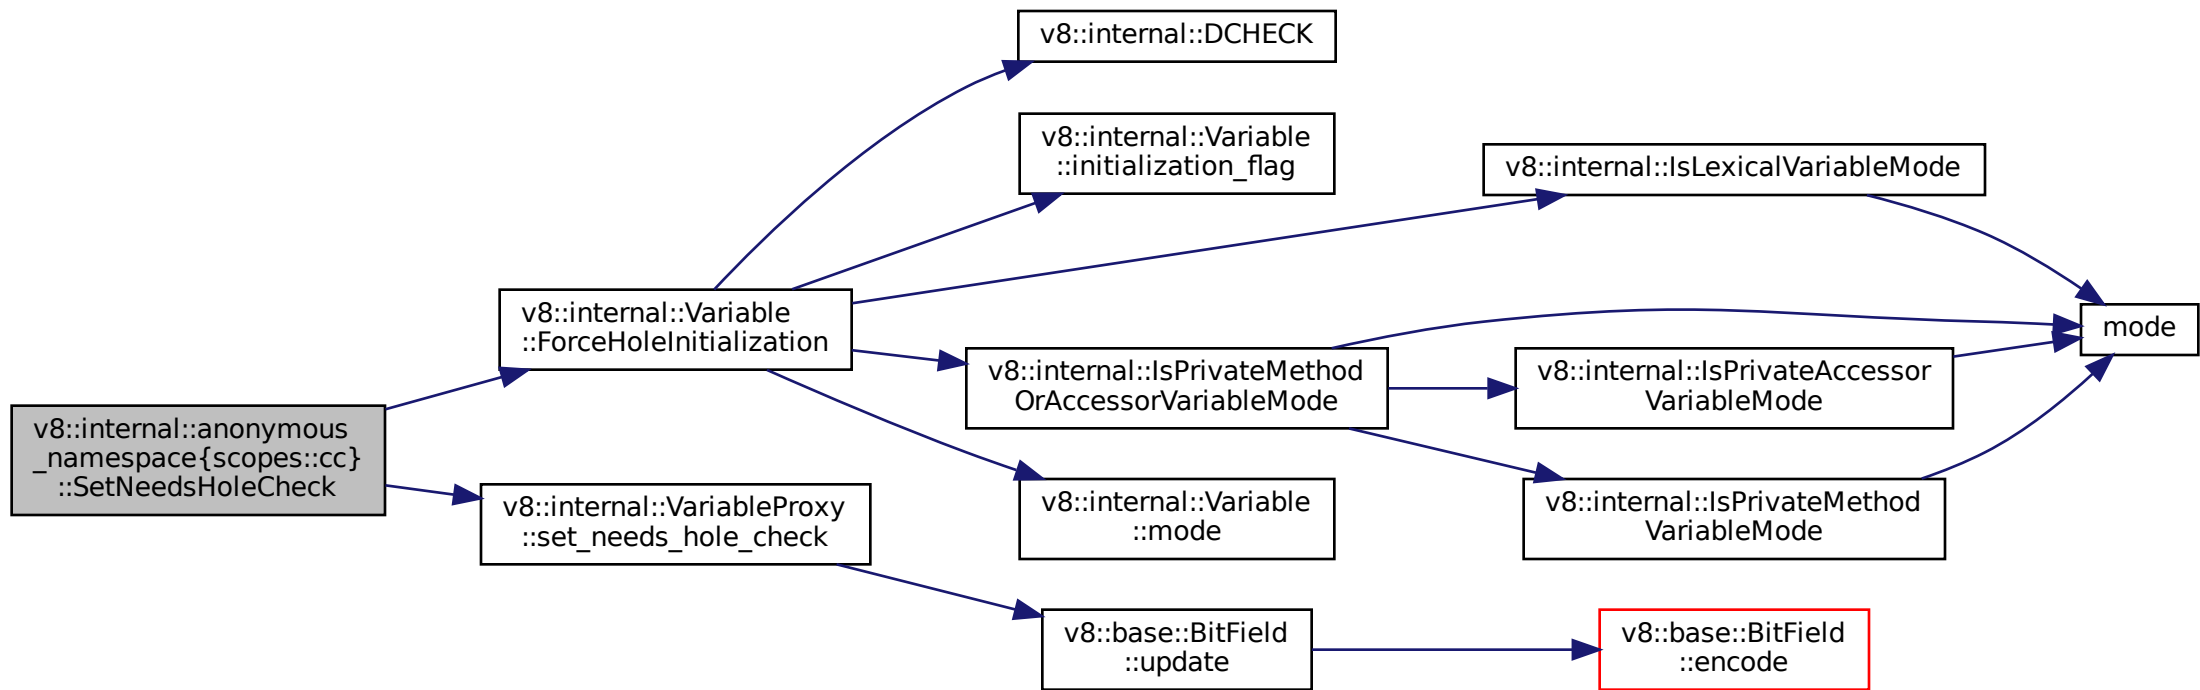 v8::internal::DCHECK
v8::internal::Variable
::initialization_flag
v8::internal::IsLexicalVariableMode
v8::internal::Variable
::ForceHoleInitialization
mode
v8::internal::IsPrivateMethod
OrAccessorVariableMode
v8::internal::IsPrivateAccessor
VariableMode
v8::internal::anonymous
_namespace{scopes::cc}
::SetNeedsHoleCheck
v8::internal::VariableProxy
::set_needs_hole_check
v8::internal::Variable
::mode
v8::internal::IsPrivateMethod
VariableMode
v8::base::BitField
::update
v8::base::BitField
::encode